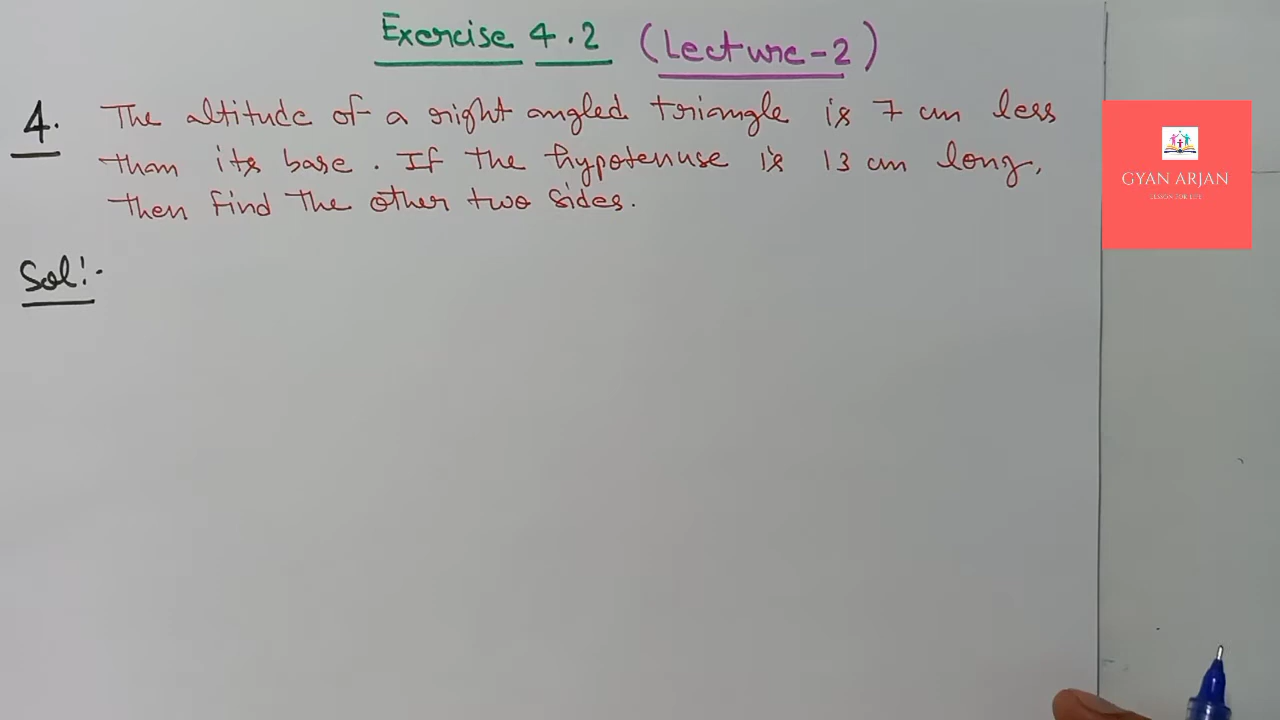 Exercise 4.2 (Lecture-2)
4. The altitude of a right angled triangle is 7 cm less
than its base. If the hypotenuse is 13 cm long,
then find the other two sides.
GYAN ARJAN
Sol!:-